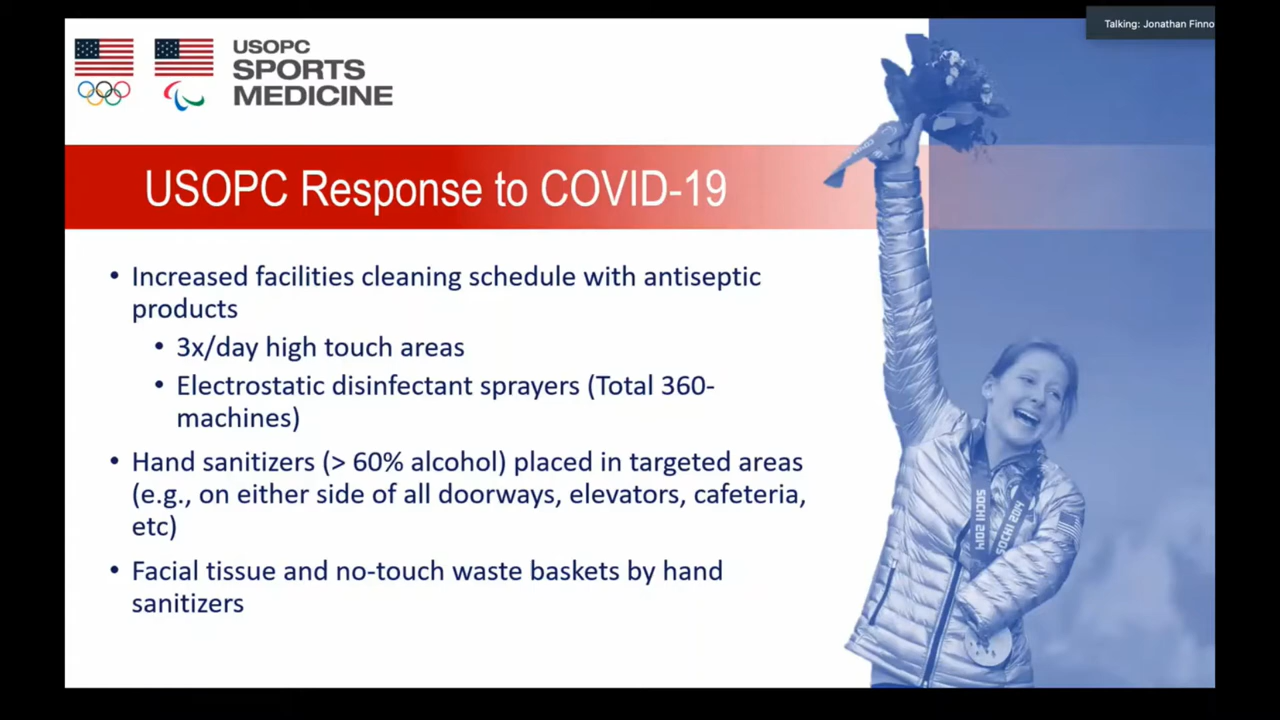 Talking: Jonathan Finno
USOPC
SPORTS
MEDICINE
USOPC Response to COVID-19
• Increased facilities cleaning schedule with antiseptic
products
• 3x/day high touch areas
• Electrostatic disinfectant sprayers (Total 360-
machines)
• Hand sanitizers (> 60% alcohol) placed in targeted areas
(e.g., on either side of all doorways, elevators, cafeteria,
etc)
• Facial tissue and no-touch waste baskets by hand
sanitizers
SOCHI 2014
SOCHI 2014